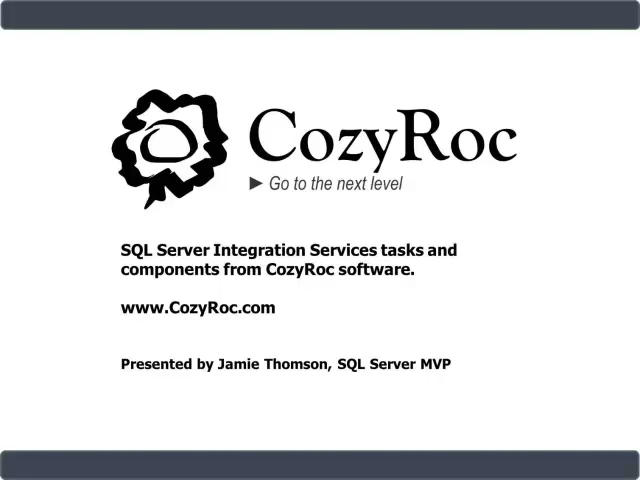 CozyRoc
► Go to the next level
SQL Server Integration Services tasks and
components from CozyRoc software.
www.CozyRoc.com
Presented by Jamie Thomson, SQL Server MVP